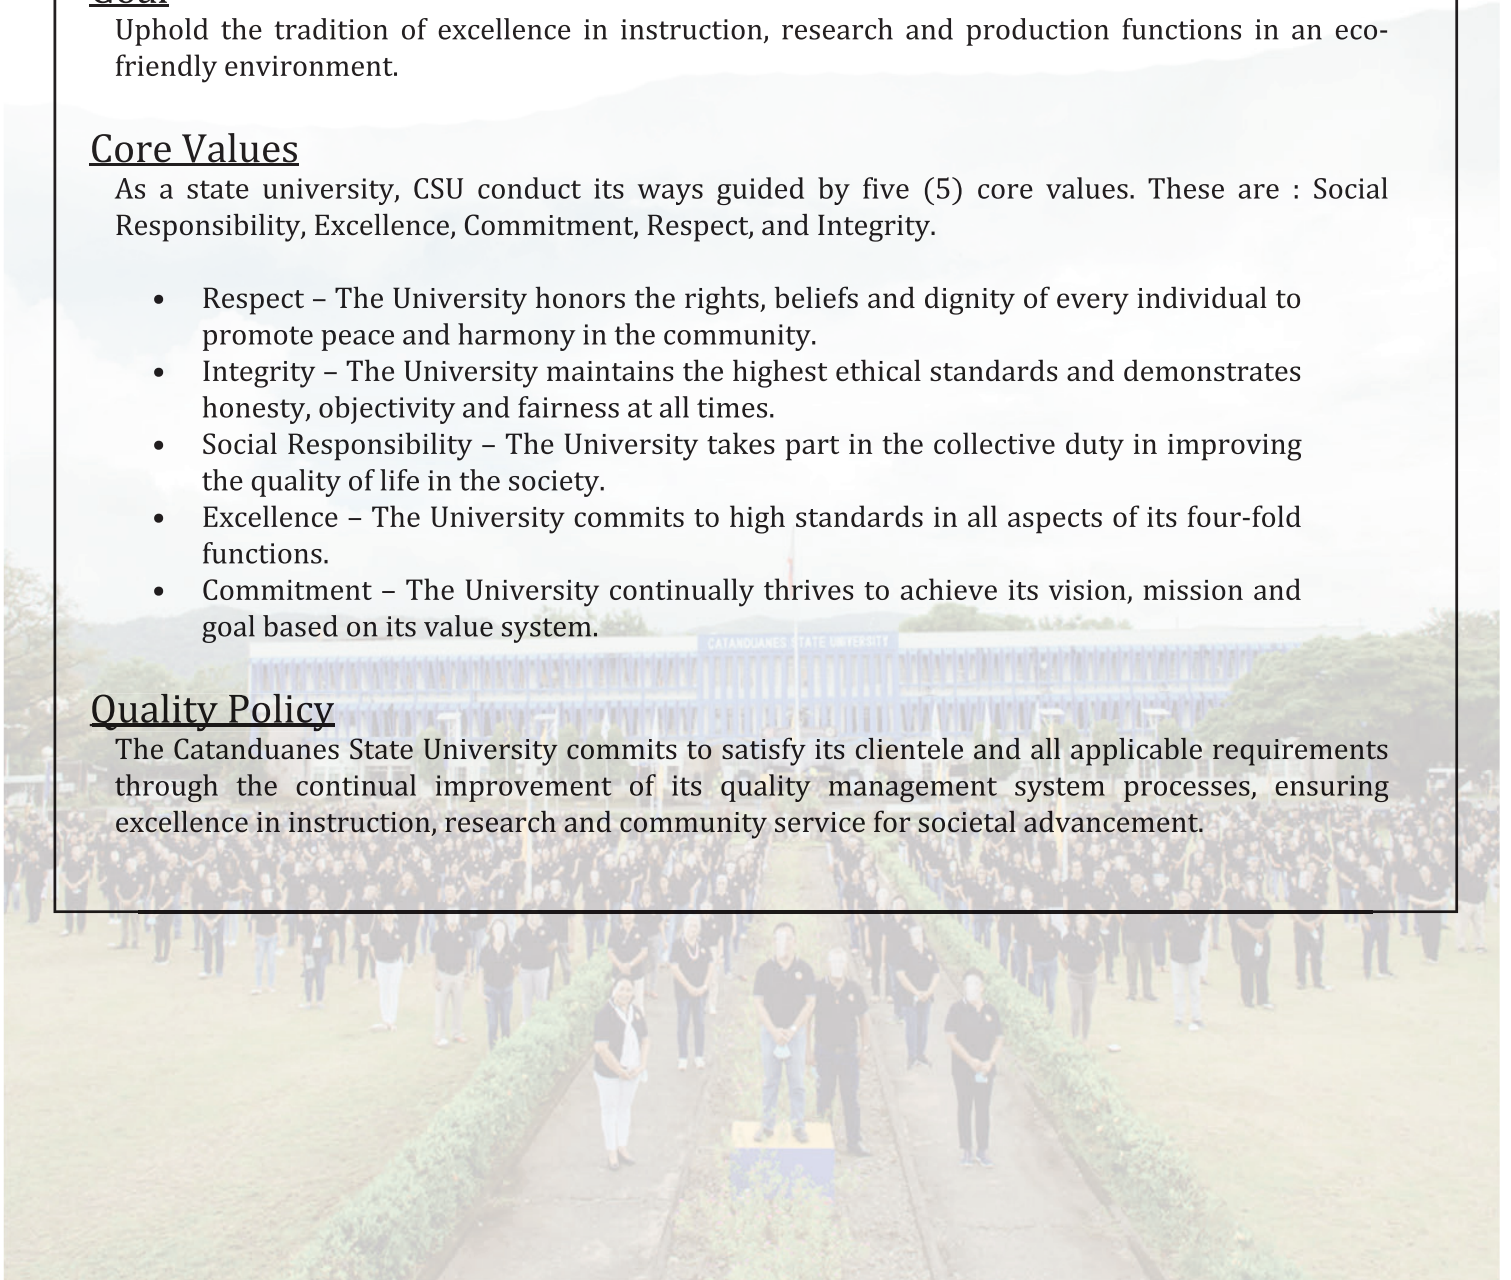 Goal
Uphold the tradition of excellence in instruction, research and production functions in an eco-
friendly environment.
Core Values
As a state university, CSU conduct its ways guided by five (5) core values. These are : Social
Responsibility, Excellence, Commitment, Respect, and Integrity.
• Respect – The University honors the rights, beliefs and dignity of every individual to
promote peace and harmony in the community.
• Integrity – The University maintains the highest ethical standards and demonstrates
honesty, objectivity and fairness at all times.
• Social Responsibility – The University takes part in the collective duty in improving
the quality of life in the society.
• Excellence – The University commits to high standards in all aspects of its four-fold
functions.
• Commitment – The University continually thrives to achieve its vision, mission and
goal based on its value system.
CATANDUANES STATE UNIVERSITY
Quality Policy
The Catanduanes State University commits to satisfy its clientele and all applicable requirements
through the continual improvement of its quality management system processes, ensuring
excellence in instruction, research and community service for societal advancement.